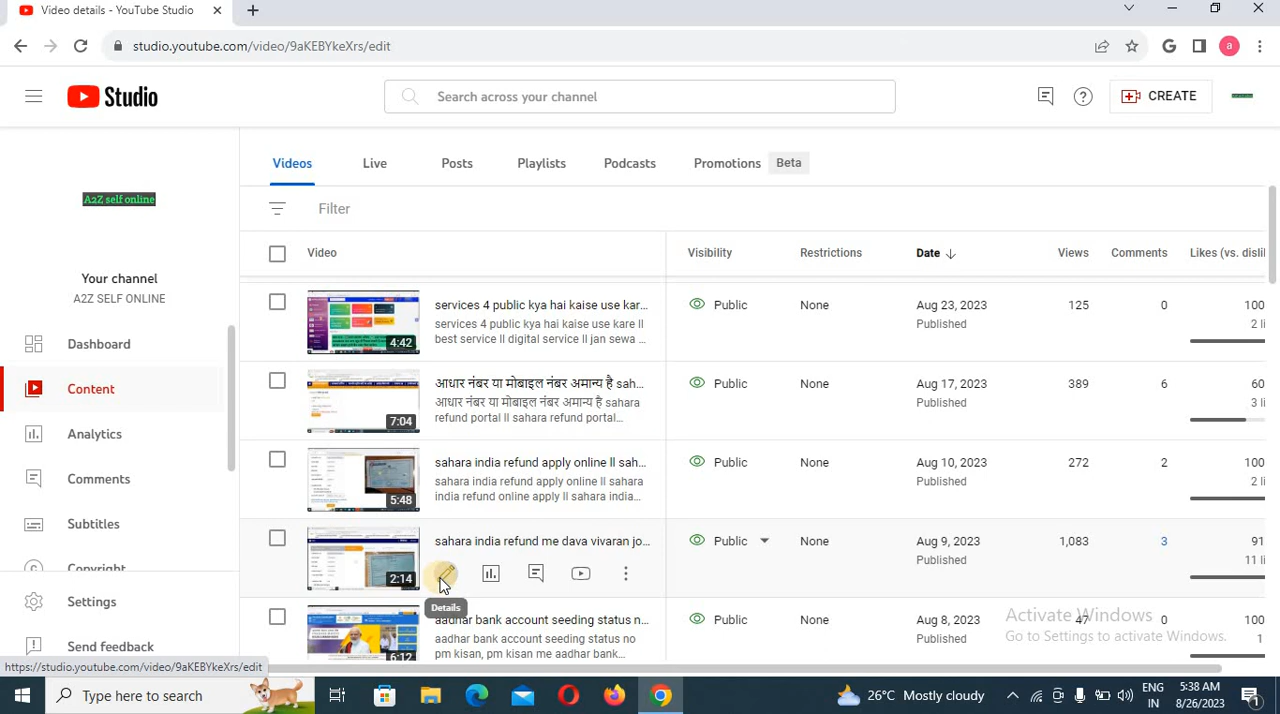 Video details - YouTube Studio
studio.youtube.com/video/9aKEBYkeXrs/edit
a
Studio
Search across your channel
CREATE
A2Z self online
Your channel
A2Z SELF ONLINE
Dashboard
Content
Analytics
Comments
Subtitles
Copyright
Settings
Send feedback
Videos Live Posts Playlists Podcasts Promotions Beta
Filter
Video Visibility Restrictions Date Views Comments Likes (vs. disli
services 4 public kya hai kaise use kar... Public None Aug 23, 2023 123 0 100
services 4 public kya hai kaise use kare ll Published 2 li
best service of digital service ll jan sewa ...
4:42
आधार नंबर या मोबाइल नंबर अमान्य है saha... Public None Aug 17, 2023 389 6 60
आधार नंबर या मोबाइल नंबर अमान्य है sahara Published 3 li
refund portal ll sahara refund portal...
7:04
sahara online refund apply online ll sah... Public None Aug 10, 2023 272 2 100
sahara online refund apply online ll sahara Published 2 li
india refund online apply ll sahara india...
5:48
sahara india refund me dava vivaran jo... Public None Aug 9, 2023 1,083 3 91
Published 11 li
2:14
Details
aadhar bank account seeding status n... Public None Aug 8, 2023 47 0 100
aadhar bank account seeding status no Published 1
pm kisan, pm kisan me aadhar bank...
6:12
Activate Windows
Go to Settings to activate Windows.
https://studio.youtube.com/video/9aKEBYkeXrs/edit
Type here to search
26°C Mostly cloudy
ENG
IN
5:38 AM
8/26/2023
1